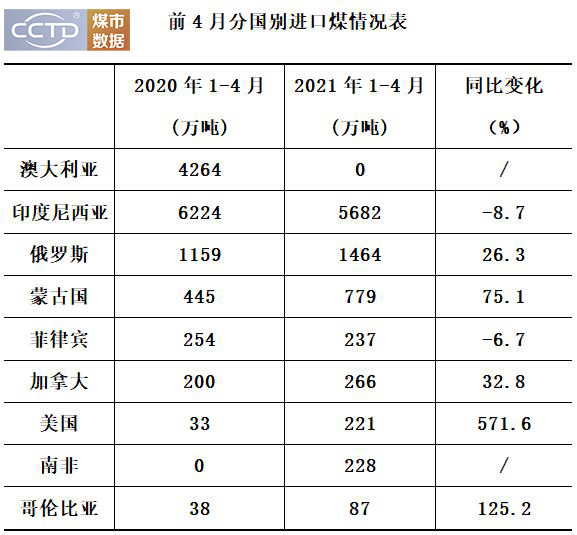 CCTD 煤市
数据
前 4 月分国别进口煤情况表
2020 年 1-4 月 2021 年 1-4 月 同比变化
(万吨) (万吨) (%)
澳大利亚 4264 0 /
印度尼西亚 6224 5682 -8.7
俄罗斯 1159 1464 26.3
蒙古国 445 779 75.1
菲律宾 254 237 -6.7
加拿大 200 266 32.8
美国 33 221 571.6
南非 0 228 /
哥伦比亚 38 87 125.2